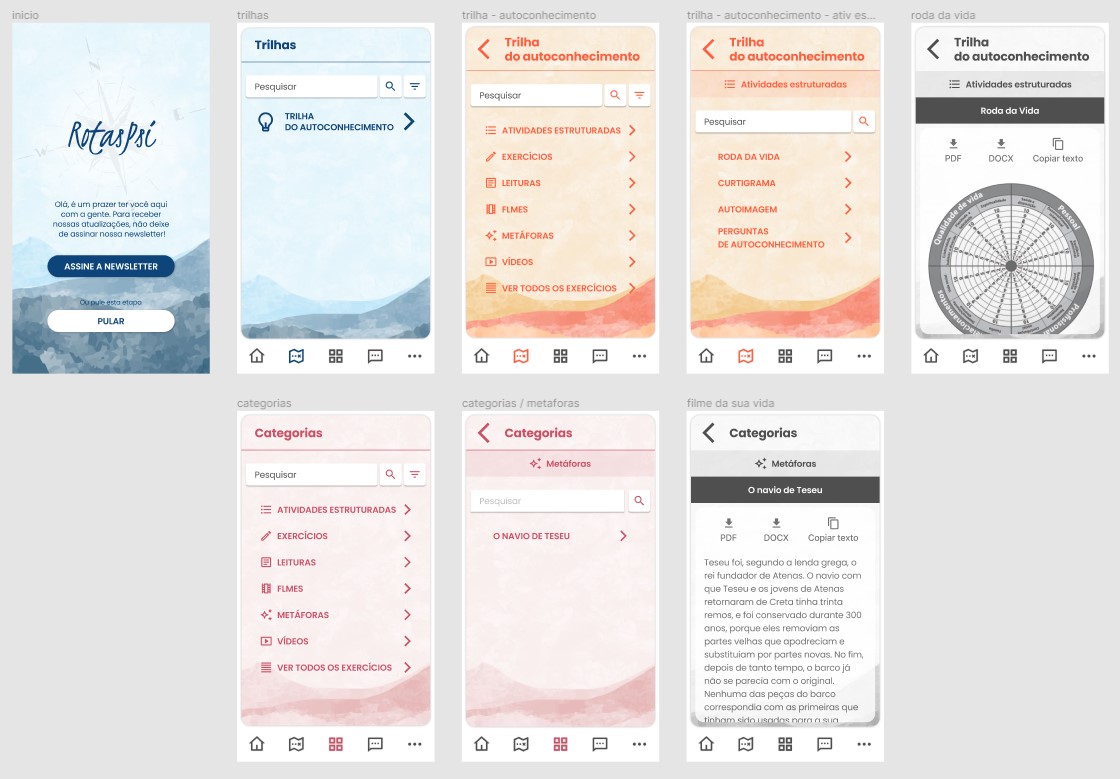 inicio
RotasPsi
Olá, é um prazer ter você aqui
com a gente. Para receber
nossas atualizações, não deixe
de assinar nossa newsletter!
ASSINE A NEWSLETTER
Ou pule esta etapa
PULAR
trilhas
Trilhas
Pesquisar
TRILHA
DO AUTOCONHECIMENTO
trilha - autoconhecimento
Trilha
do autoconhecimento
Pesquisar
ATIVIDADES ESTRUTURADAS
EXERCÍCIOS
LEITURAS
FLMES
METÁFORAS
VÍDEOS
VER TODOS OS EXERCÍCIOS
trilha - autoconhecimento - ativ es...
Trilha
do autoconhecimento
Atividades estruturadas
Pesquisar
RODA DA VIDA
CURTIGRAMA
AUTOIMAGEM
PERGUNTAS
DE AUTOCONHECIMENTO
roda da vida
Trilha
do autoconhecimento
Atividades estruturadas
Roda da Vida
PDF
DOCX
Copiar texto
Qualidade de vida
Pessoal
Profissional
categorias
Categorias
Pesquisar
ATIVIDADES ESTRUTURADAS
EXERCÍCIOS
LEITURAS
FLMES
METÁFORAS
VÍDEOS
VER TODOS OS EXERCÍCIOS
categorias / metaforas
Categorias
Metáforas
Pesquisar
O NAVIO DE TESEU
filme da sua vida
Categorias
Metáforas
O navio de Teseu
PDF
DOCX
Copiar texto
Teseu foi, segundo a lenda grega, o
rei fundador de Atenas. O navio com
que Teseu e os jovens de Atenas
retornaram de Creta tinha trinta
remos, e foi conservado durante 300
anos, porque eles removiam as
partes velhas que apodreciam e
substituíam por partes novas. No fim,
depois de tanto tempo, o barco já
não se parecia com o original.
Nenhuma das peças do barco
correspondia com as primeiras que
tinham sido usadas para a sua